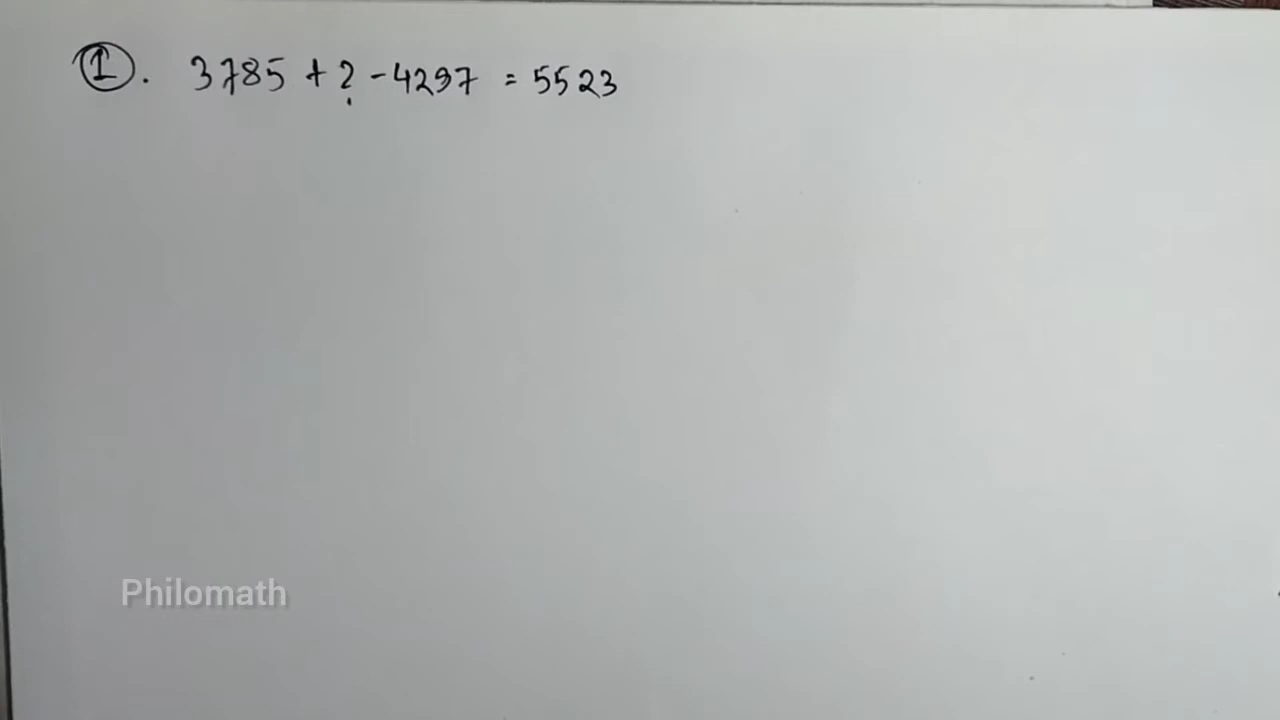 ①. 3785 + ? - 4297 = 5523
Philomath